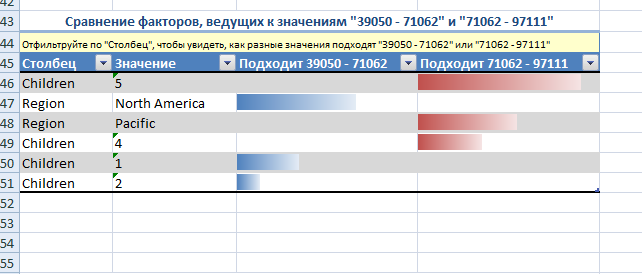 42
43 Сравнение факторов, ведущих к значениям "39050 - 71062" и "71062 - 97111"
44 Отфильтруйте по "Столбец", чтобы увидеть, как разные значения подходят "39050 - 71062" или "71062 - 97111"
45 Столбец Значение Подходит 39050 - 71062 Подходит 71062 - 97111
46 Children 5
47 Region North America
48 Region Pacific
49 Children 4
50 Children 1
51 Children 2
52
53
54
55